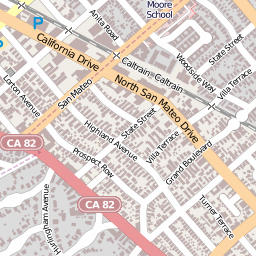 Moore
School
P
P
California Drive
Anita Road
Caltrain-Caltrain
Woodside Way
State Street
Villa Terrace
San Mateo
North San Mateo Drive
Lorton Avenue
State Street
Highland Avenue
Villa Terrace
CA 82
Prospect Row
Grand Boulevard
CA 82
Hurlingham Avenue
Turner Terrace